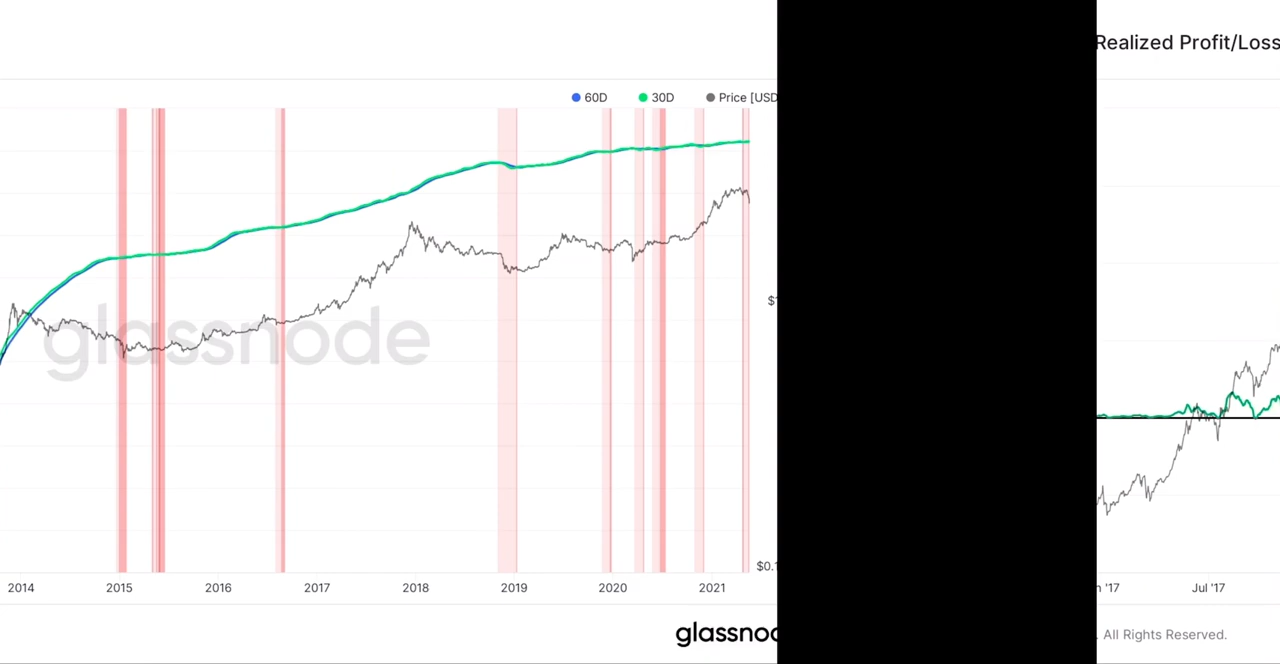 60D 30D Price [USD
glassnode
$1
$0.1
2014 2015 2016 2017 2018 2019 2020 2021
glassnod
Realized Profit/Loss
n '17 Jul '17
. All Rights Reserved.